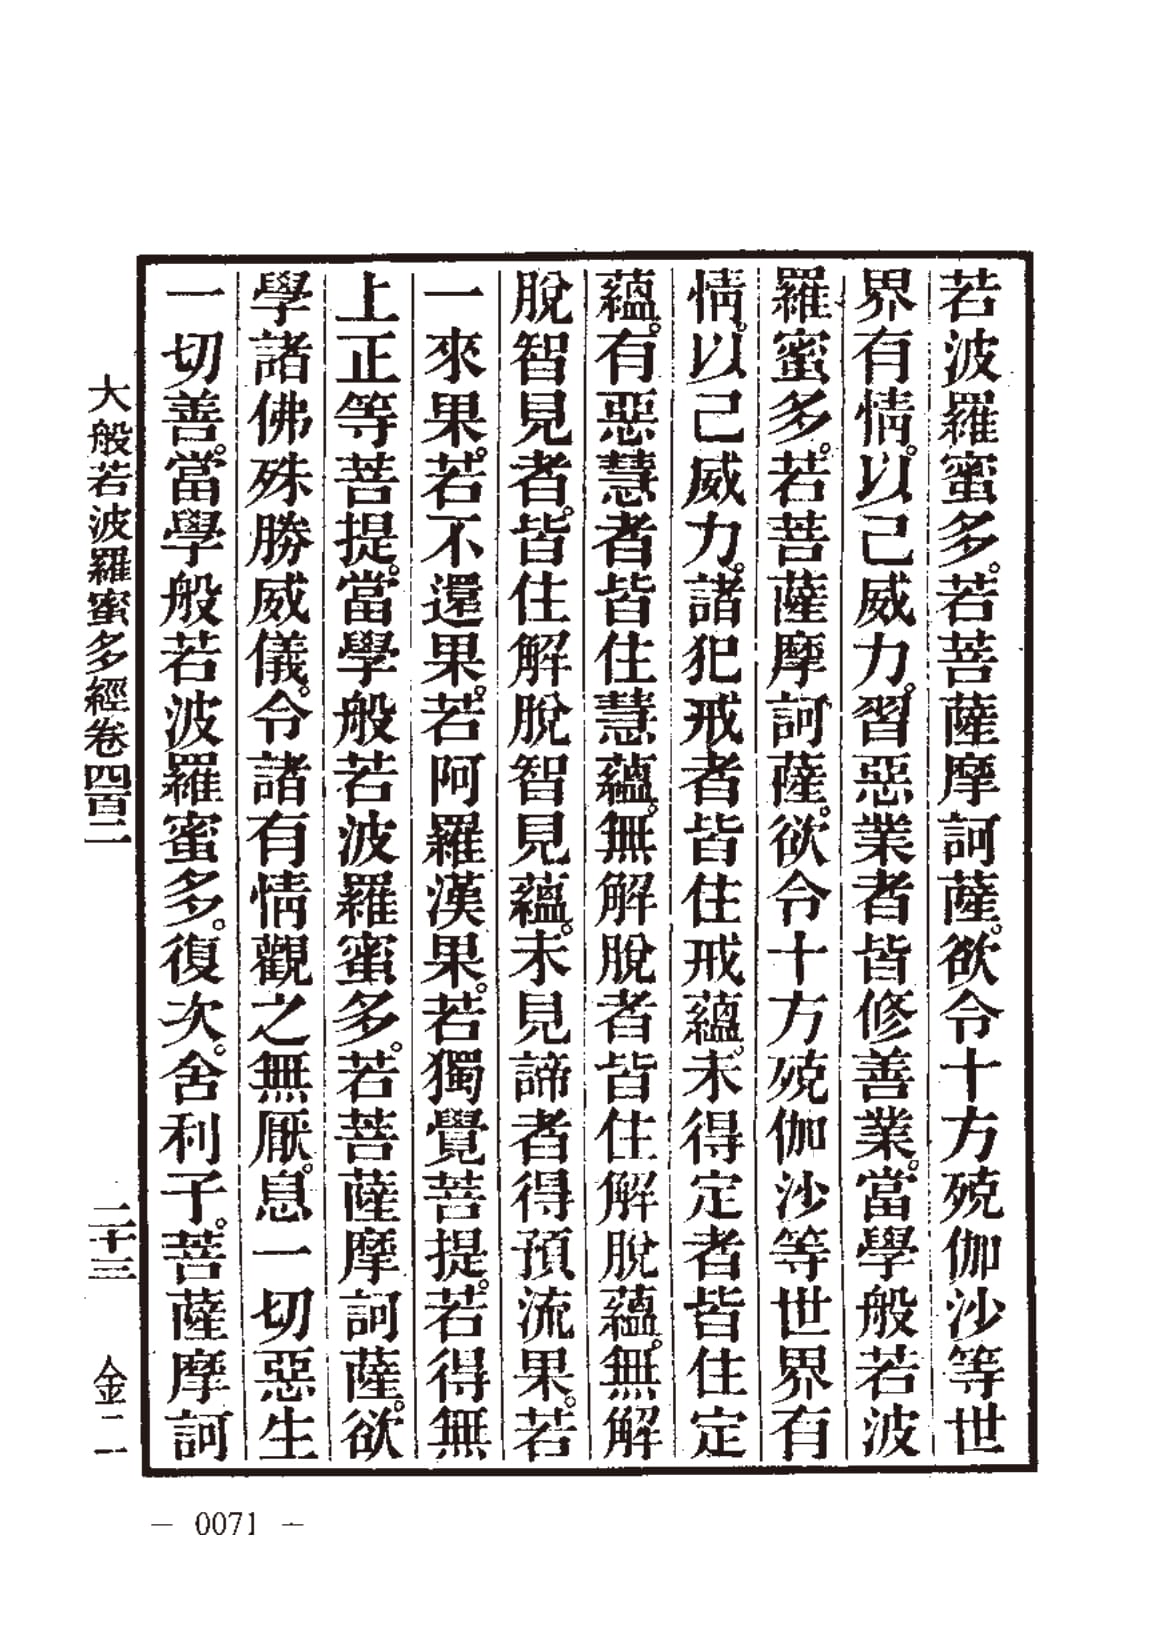 若波羅蜜多。若菩薩摩訶薩。欲令十方殑伽沙等世
界有情。以己威力。習惡業者皆修善業。當學般若波
羅蜜多。若菩薩摩訶薩。欲令十方殑伽沙等世界有
情。以己威力。諸犯戒者皆住戒蘊。未得定者皆住定
蘊。有惡慧者皆住慧蘊。無解脫者皆住解脫蘊。無解
脫智見者。皆住解脫智見蘊。未見諦者得預流果。若
一來果。若不還果。若阿羅漢果。若獨覺菩提。若得無
上正等菩提。當學般若波羅蜜多。若菩薩摩訶薩。欲
學諸佛殊勝威儀。令諸有情觀之無厭。息一切惡生
一切善。當學般若波羅蜜多。復次。舍利子。菩薩摩訶
大般若波羅蜜多經卷四百二 二十三 金二
— 0071 —